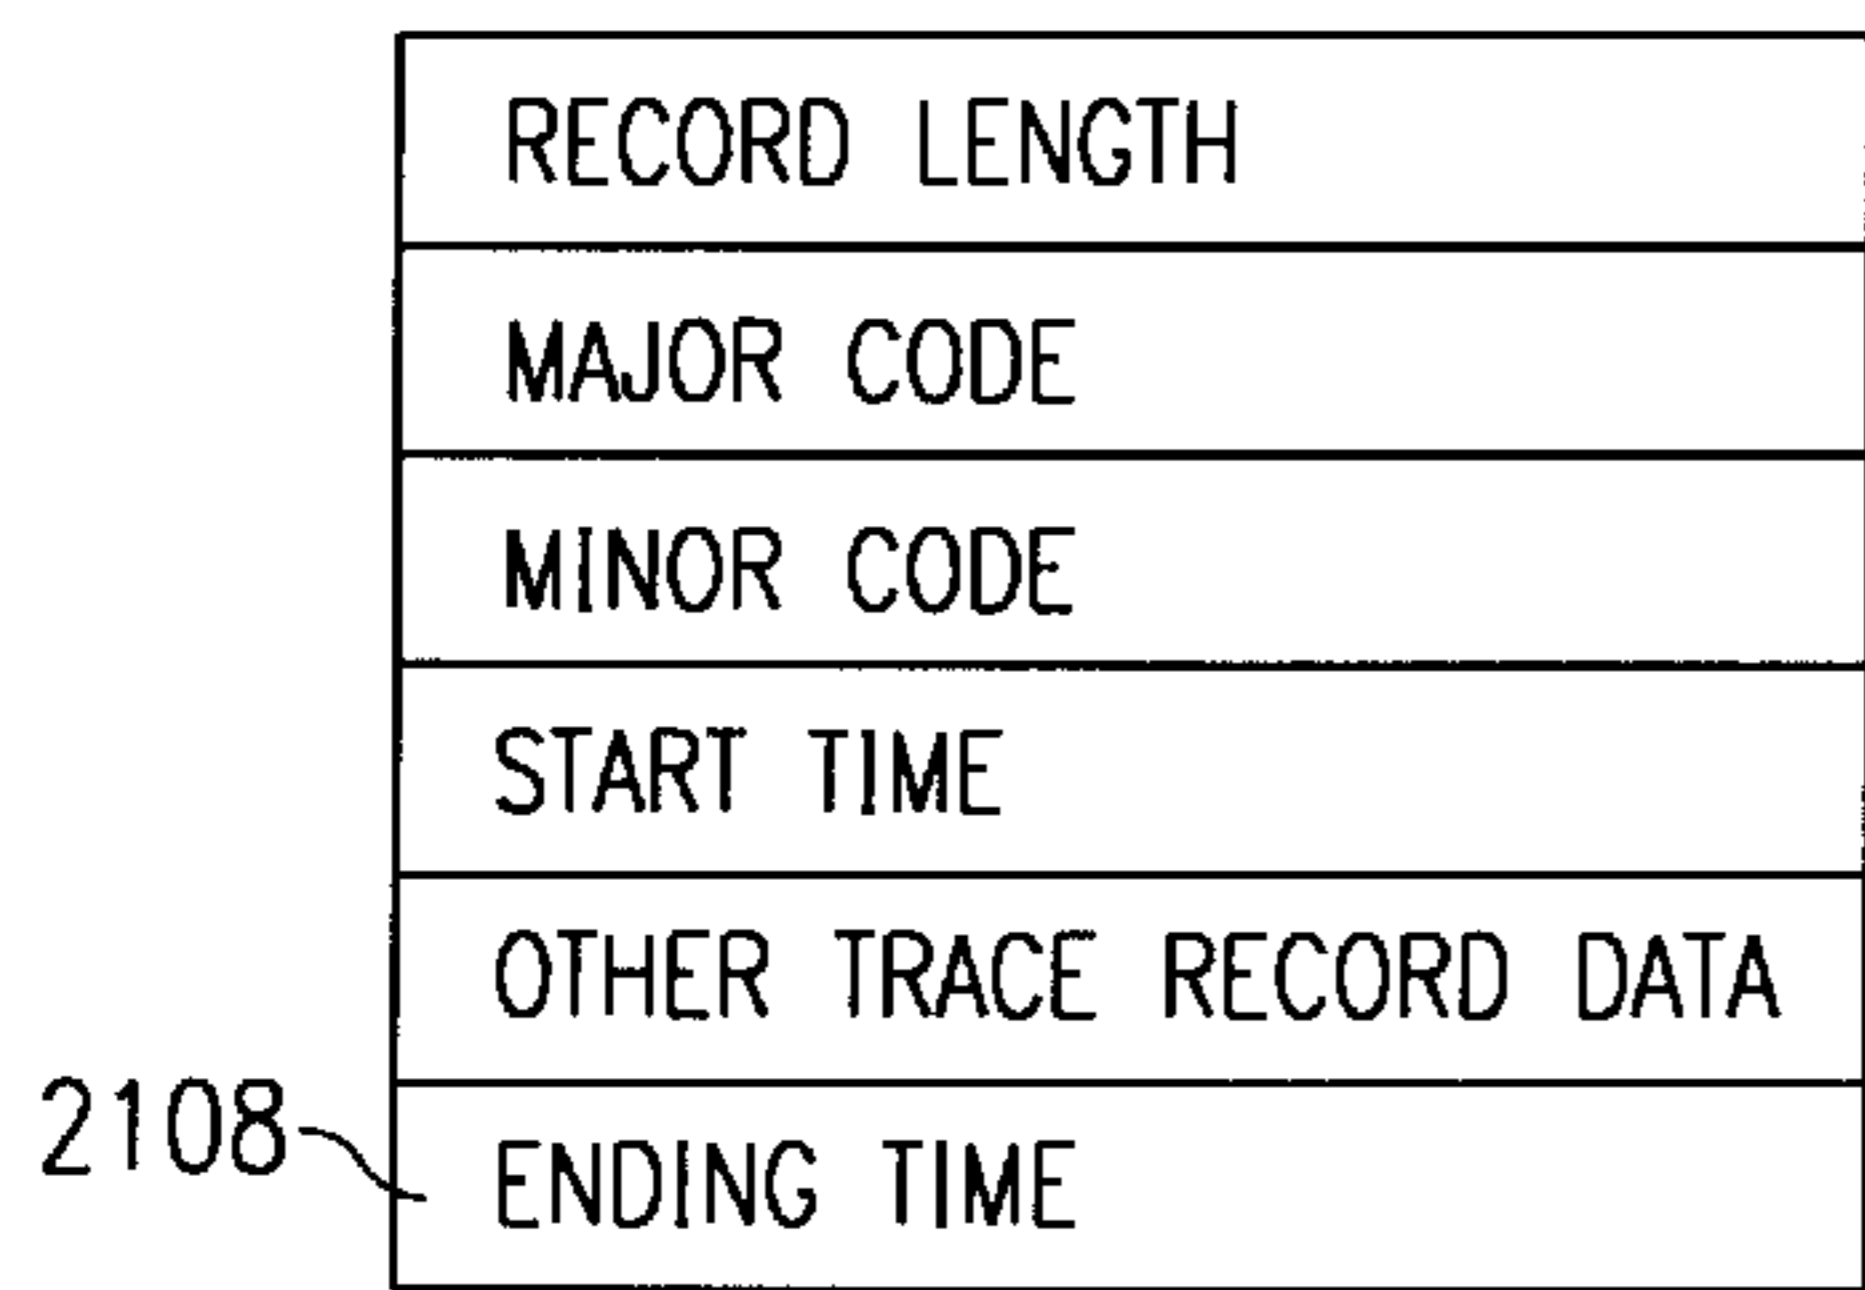 RECORD LENGTH
MAJOR CODE
MINOR CODE
START TIME
OTHER TRACE RECORD DATA
2108 ENDING TIME